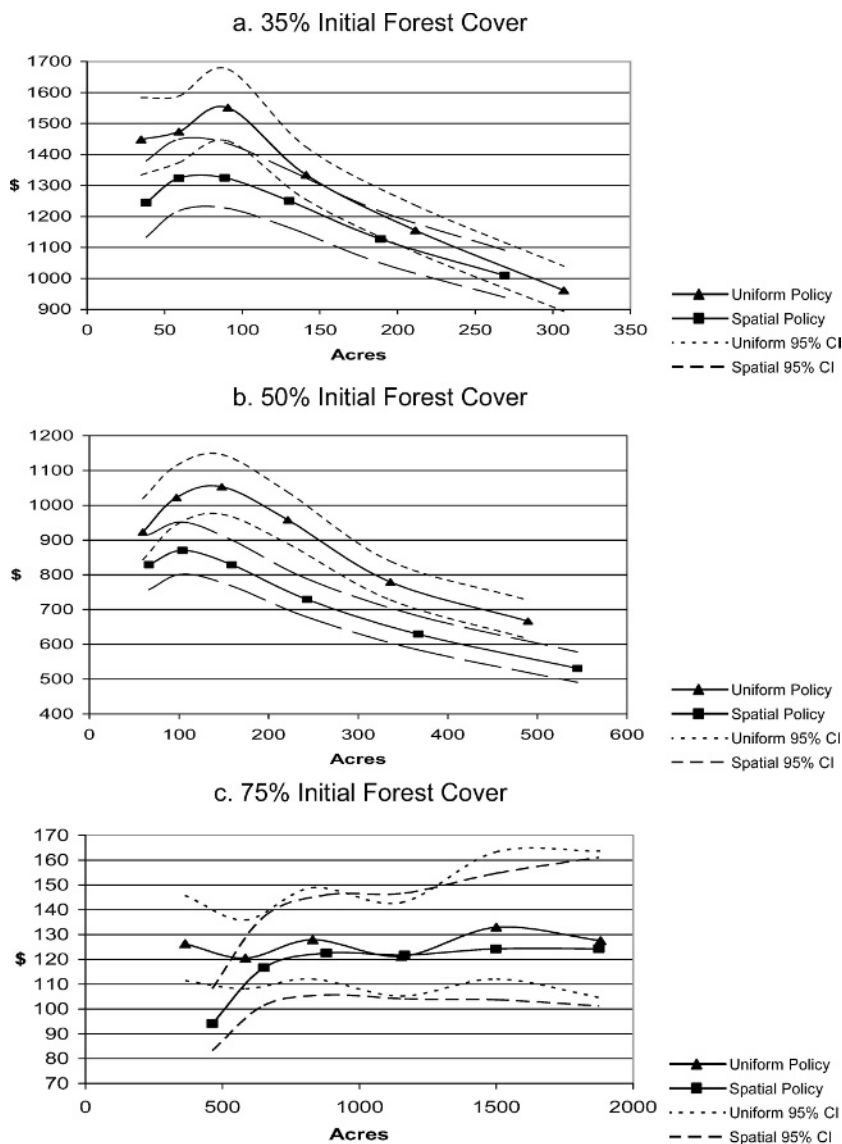 a. 35% Initial Forest Cover
1700
1600
1500
1400
$ 1300
1200
1100
1000
900
0 50 100 150 200 250 300 350
Acres
Uniform Policy
Spatial Policy
Uniform 95% CI
Spatial 95% CI
b. 50% Initial Forest Cover
1200
1100
1000
900
$ 800
700
600
500
400
0 100 200 300 400 500 600
Acres
Uniform Policy
Spatial Policy
Uniform 95% CI
Spatial 95% CI
c. 75% Initial Forest Cover
170
160
150
140
130
$ 120
110
100
90
80
70
0 500 1000 1500 2000
Acres
Uniform Policy
Spatial Policy
Uniform 95% CI
Spatial 95% CI